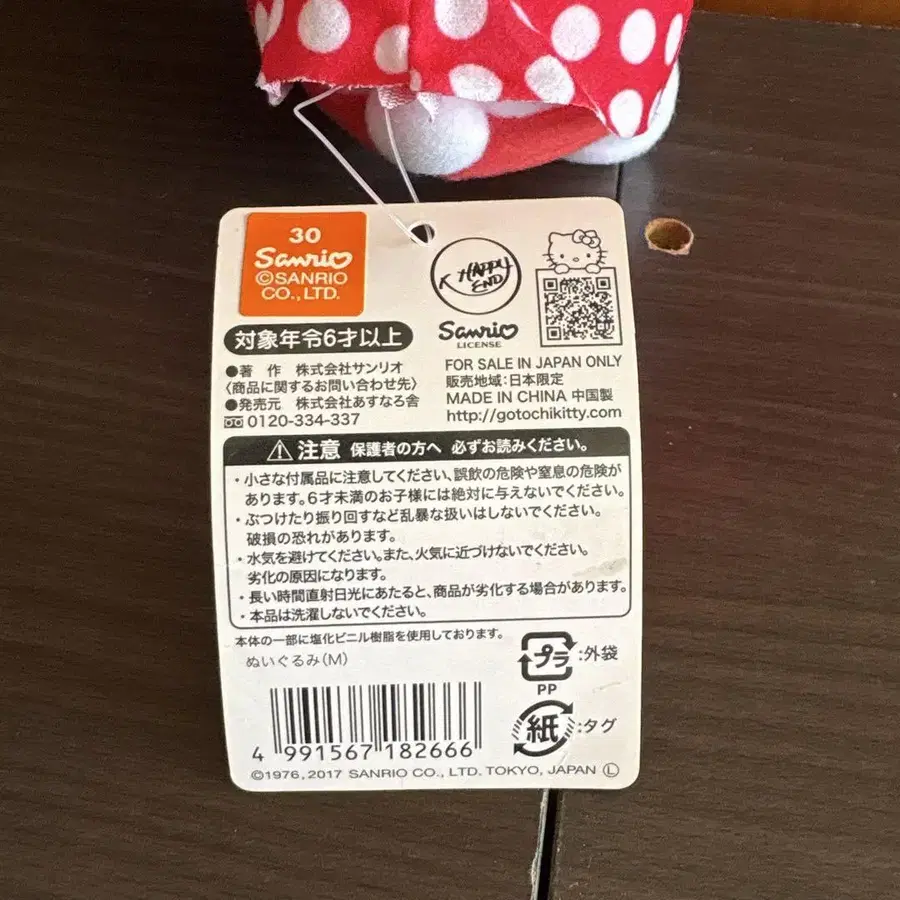 30
Sanrio
©SANRIO
CO., LTD.
HAPPY
END
Sanrio
LICENSE
対象年令6才以上
●著 作 株式会社サンリオ
〈商品に関するお問い合わせ先〉
●発売元 株式会社あすなろ舎
0120-334-337
FOR SALE IN JAPAN ONLY
販売地域:日本限定
MADE IN CHINA 中国製
http://gotochikitty.com
注意 保護者の方へ 必ずお読みください。
・小さな付属品に注意してください、誤飲の危険や窒息の危険が
あります。6才未満のお子様には絶対に与えないでください。
・ぶつけたり振り回すなど乱暴な扱いはしないでください。
破損の恐れがあります。
・水気を避けてください。また、火気に近づけないでください。
劣化の原因になります。
・長い時間直射日光にあたると、商品が劣化する場合があります。
・本品は洗濯しないでください。
本体の一部に塩化ビニル樹脂を使用しております。
ぬいぐるみ(M)
プラ :外袋
PP
紙 :タグ
4 991567 182666
©1976, 2017 SANRIO CO., LTD. TOKYO, JAPAN Ⓛ